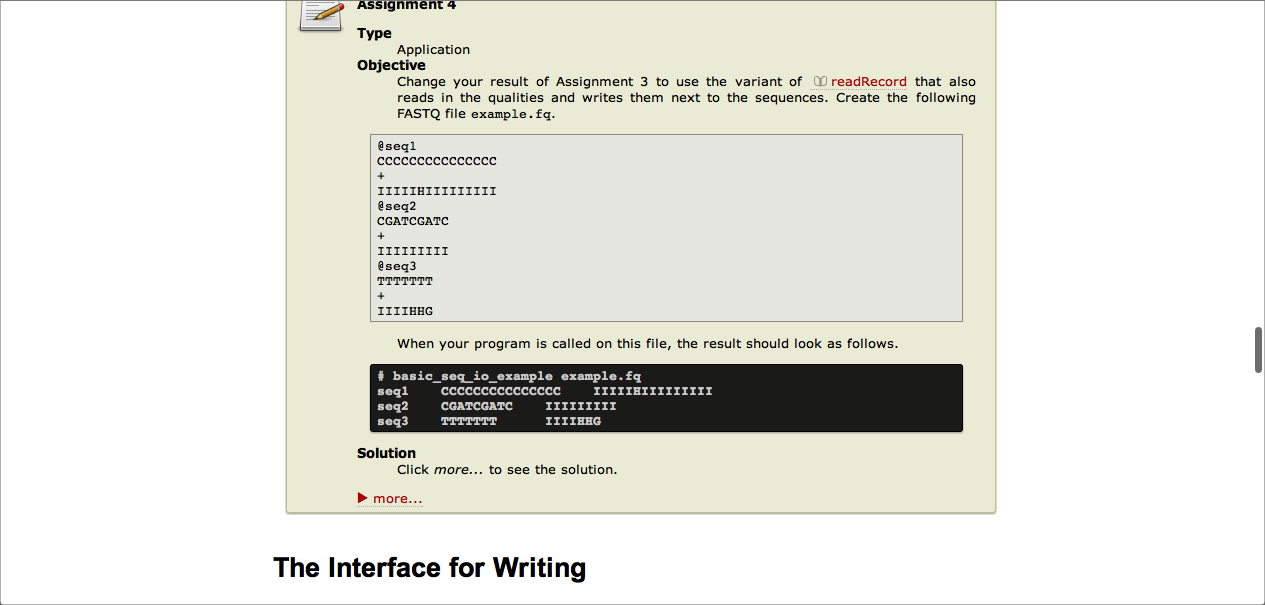 Assignment 4
Type
Application
Objective
Change your result of Assignment 3 to use the variant of readRecord that also
reads in the qualities and writes them next to the sequences. Create the following
FASTQ file example.fq.
@seq1
CCCCCCCCCCCCCCC
+
IIIIIHIIIIIIIII
@seq2
CGATCGATC
+
IIIIIIIII
@seq3
TTTTTTT
+
IIIIHHG
When your program is called on this file, the result should look as follows.
# basic_seq_io_example example.fq
seq1    CCCCCCCCCCCCCCC    IIIIIHIIIIIIIII
seq2    CGATCGATC    IIIIIIIII
seq3    TTTTTTT      IIIIHHG
Solution
Click more... to see the solution.
more...
The Interface for Writing